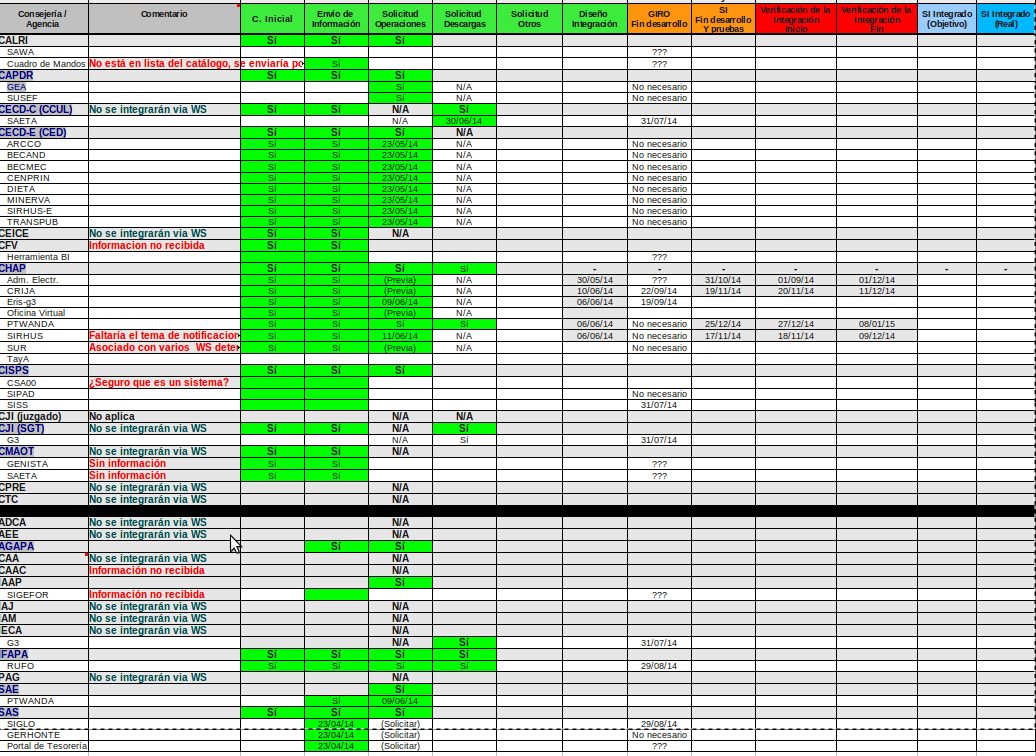 Consejería / Agencia Comentario C. Inicial Envío de Información Solicitud Operaciones Solicitud Descargas Solicitud Otros Diseño Integración GIRO Fin desarrollo SI Fin desarrollo Y pruebas Verificación de la Integración Inicio Verificación de la Integración Fin SI Integrado (Objetivo) SI Integrado (Real)
CALRI Sí Sí Sí
SAWA ???
Cuadro de Mandos No está en lista del catálogo, se enviaría po Sí ???
CAPDR Sí Sí Sí
GEA Sí N/A No necesario
SUSEF Sí N/A No necesario
CECD-C (CCUL) No se integrarán via WS Sí Sí N/A Sí
SAETA N/A 30/06/14 31/07/14
CECD-E (CED) Sí Sí Sí N/A
ARCCO Sí Sí 23/05/14 N/A No necesario
BECAND Sí Sí 23/05/14 N/A No necesario
BECMEC Sí Sí 23/05/14 N/A No necesario
CENPRIN Sí Sí 23/05/14 N/A No necesario
DIETA Sí Sí 23/05/14 N/A No necesario
MINERVA Sí Sí 23/05/14 N/A No necesario
SIRHUS-E Sí Sí 23/05/14 N/A No necesario
TRANSPUB Sí Sí 23/05/14 N/A No necesario
CEICE No se integrarán via WS Sí Sí N/A
CFV Informacion no recibida Sí Sí
Herramienta BI ???
CHAP Sí Sí Sí Sí - - - - - - -
Adm. Electr. Sí Sí (Previa) N/A 30/05/14 ??? 31/10/14 01/09/14 01/12/14
CRIJA Sí Sí (Previa) N/A 10/06/14 22/09/14 19/11/14 20/11/14 11/12/14
Eris-g3 Sí Sí 09/06/14 N/A 06/06/14 19/09/14
Oficina Virtual Sí Sí (Previa) N/A
PTWANDA Sí Sí Sí Sí 06/06/14 No necesario 25/12/14 27/12/14 08/01/15
SIRHUS Faltaría el tema de notificacion Sí Sí 11/06/14 N/A 06/06/14 No necesario 17/11/14 18/11/14 09/12/14
SUR Asociado con varios WS dete Sí Sí (Previa) N/A No necesario
TayA
CISPS Sí Sí Sí
CSA00 ¿Seguro que es un sistema?
SIPAD No necesario
SISS 31/07/14
CJI (juzgado) No aplica N/A N/A
CJI (SGT) No se integrarán via WS Sí Sí N/A Sí
G3 N/A Sí 31/07/14
CMAOT No se integrarán via WS Sí Sí N/A
GENISTA Sin información Sí Sí ???
SAETA Sin información Sí Sí ???
CPRE No se integrarán via WS N/A
CTC No se integrarán via WS N/A
ADCA No se integrarán via WS N/A
AEE No se integrarán via WS N/A
AGAPA Sí Sí
CAA No se integrarán via WS N/A
CAAC Información no recibida N/A
IAAP Sí
SIGEFOR Información no recibida ???
IAJ No se integrarán via WS N/A
IAM No se integrarán via WS N/A
IECA No se integrarán via WS N/A
G3 N/A Sí 31/07/14
IFAPA Sí Sí Sí Sí
RUFO Sí Sí Sí Sí 29/08/14
PAG No se integrarán via WS N/A
SAE Sí
PTWANDA Sí 09/06/14
SAS Sí Sí Sí
SIGLO 23/04/14 (Solicitar) 29/08/14
GERHONTE 23/04/14 (Solicitar) No necesario
Portal de Tesorería 23/04/14 (Solicitar) ???